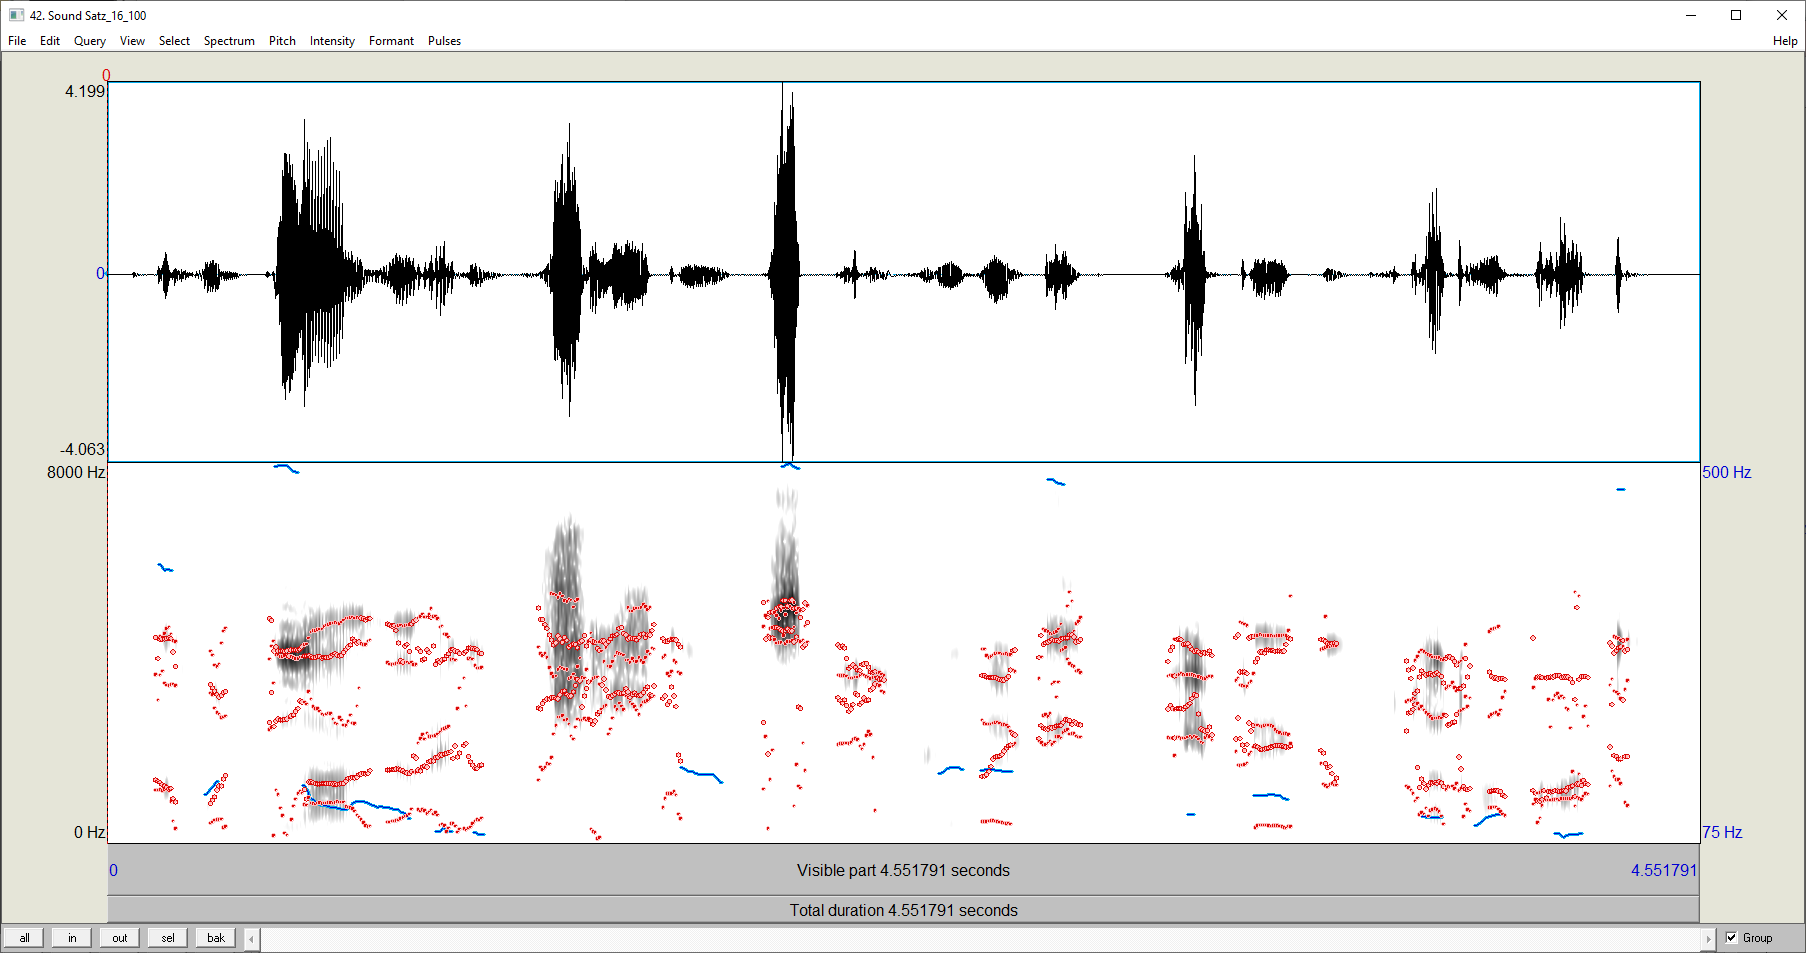 42. Sound Satz_16_100
File Edit Query View Select Spectrum Pitch Intensity Formant Pulses Help
0
4.199
0
-4.063
8000 Hz 500 Hz
0 Hz 75 Hz
0 Visible part 4.551791 seconds 4.551791
Total duration 4.551791 seconds
all in out sel bak Group